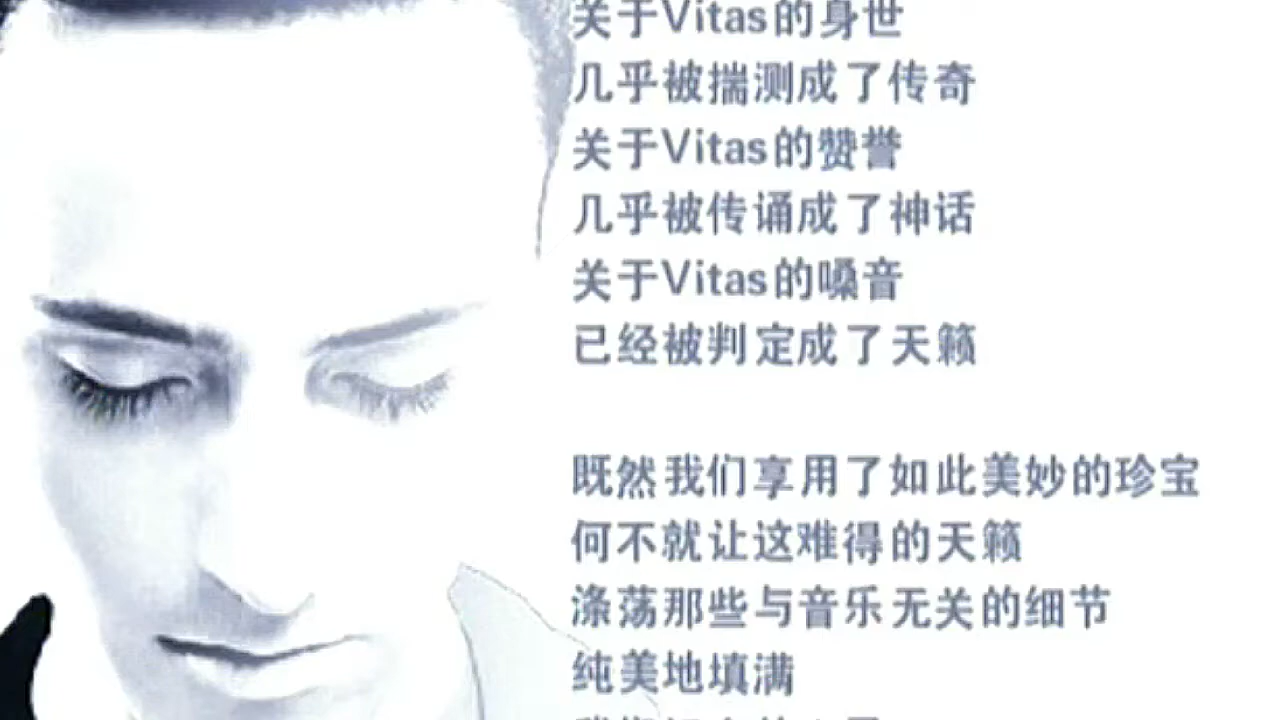 关于Vitas的身世
几乎被揣测成了传奇
关于Vitas的赞誉
几乎被传诵成了神话
关于Vitas的嗓音
已经被判定成了天籁
既然我们享用了如此美妙的珍宝
何不就让这难得的天籁
涤荡那些与音乐无关的细节
纯美地填满